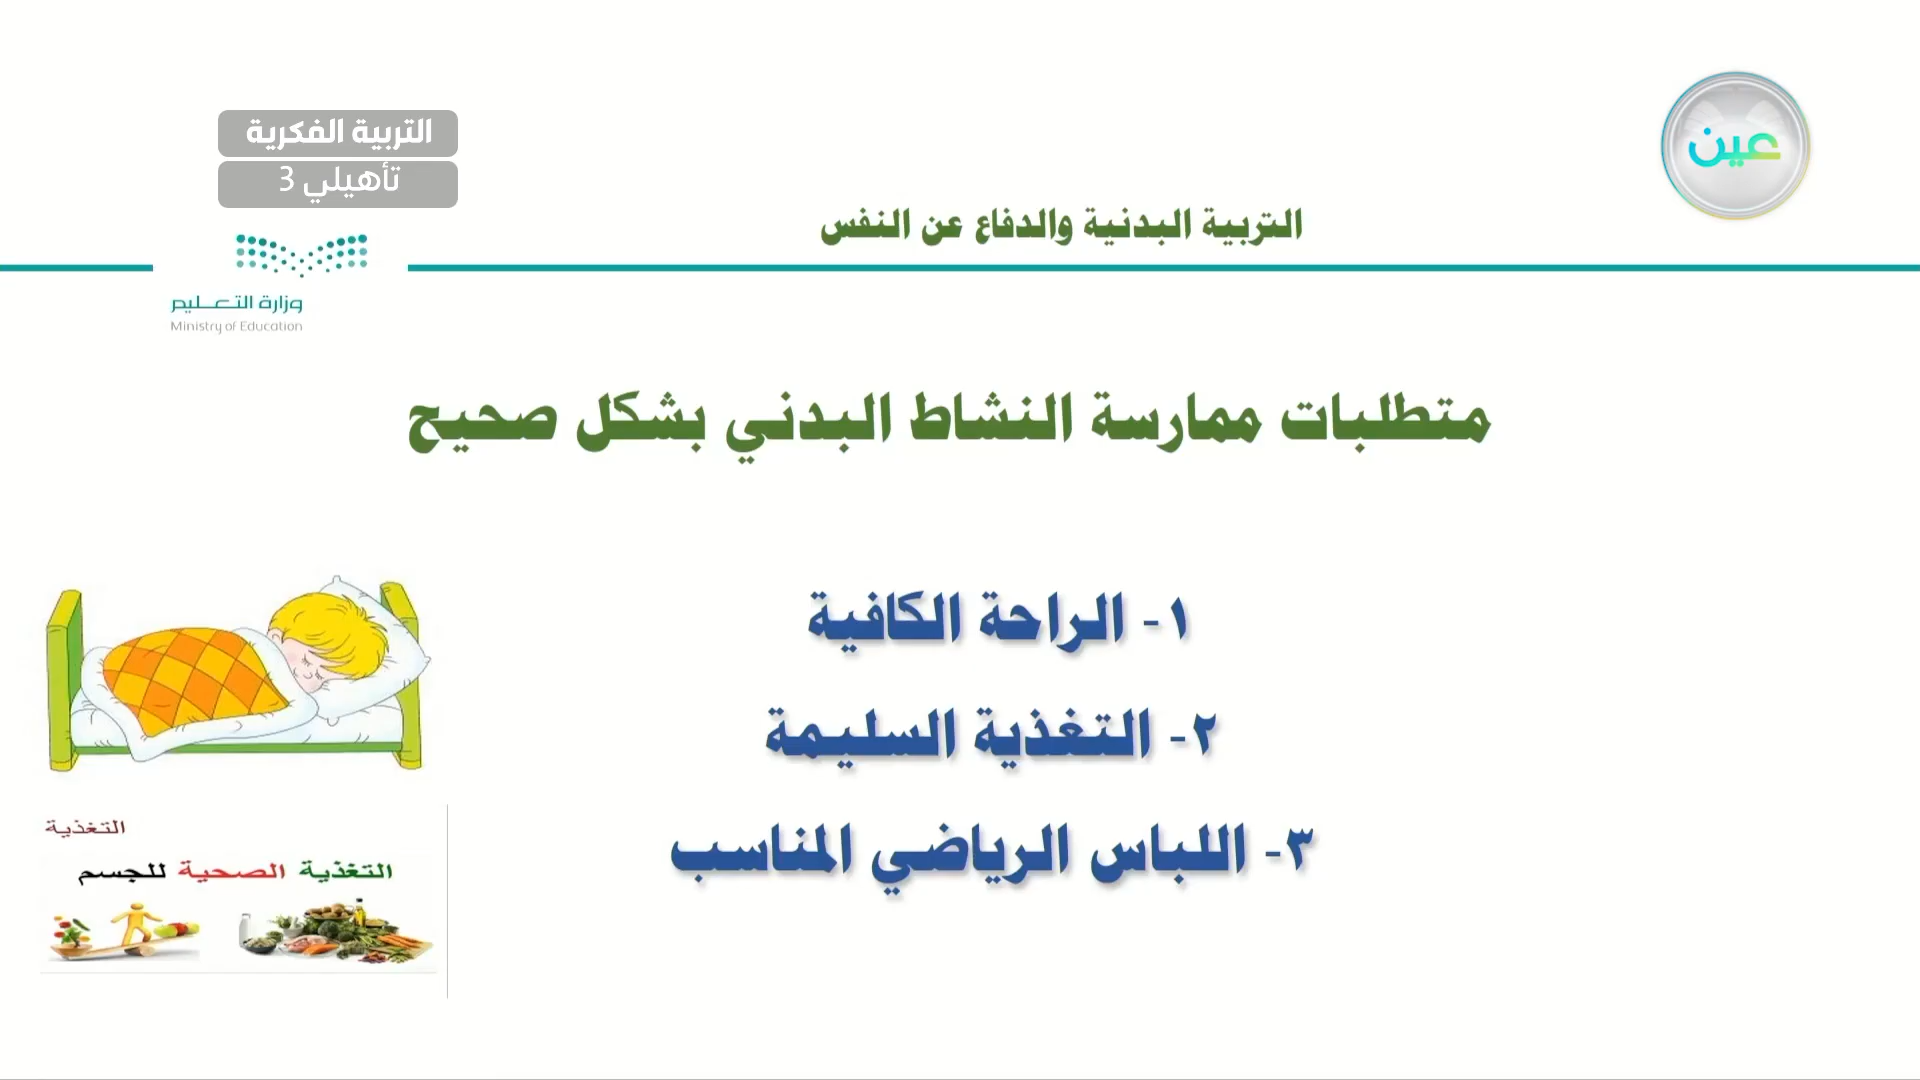 التربية الفكرية
تأهيلي 3
عين
التربية البدنية والدفاع عن النفس
وزارة التعـــليم
Ministry of Education
متطلبات ممارسة النشاط البدني بشكل صحيح
١- الراحة الكافية
٢- التغذية السليمة
٣- اللباس الرياضي المناسب
التغذية
التغذية الصحية للجسم